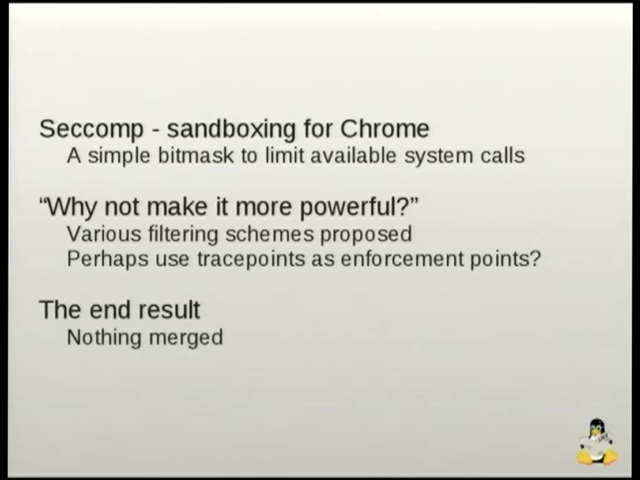 Seccomp - sandboxing for Chrome
A simple bitmask to limit available system calls
“Why not make it more powerful?”
Various filtering schemes proposed
Perhaps use tracepoints as enforcement points?
The end result
Nothing merged